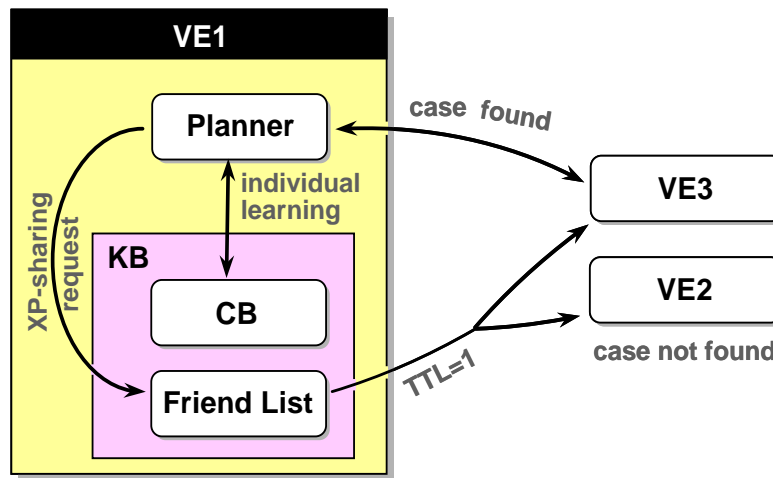 VE1
Planner
case found
individual
learning
XP-sharing
request
KB
CB
Friend List
TTL=1
VE3
VE2
case not found